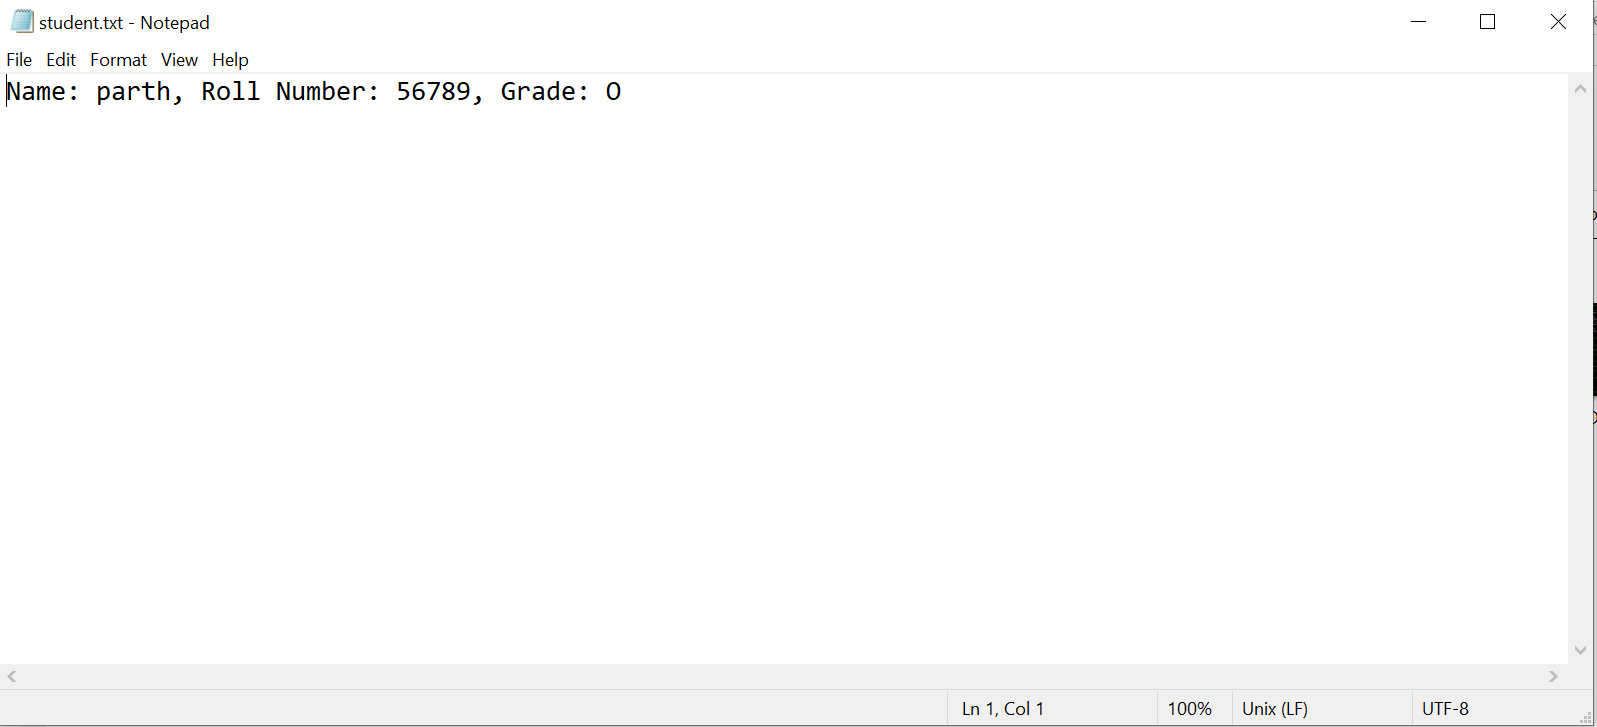 student.txt - Notepad
File Edit Format View Help
Name: parth, Roll Number: 56789, Grade: O
Ln 1, Col 1 100% Unix (LF) UTF-8